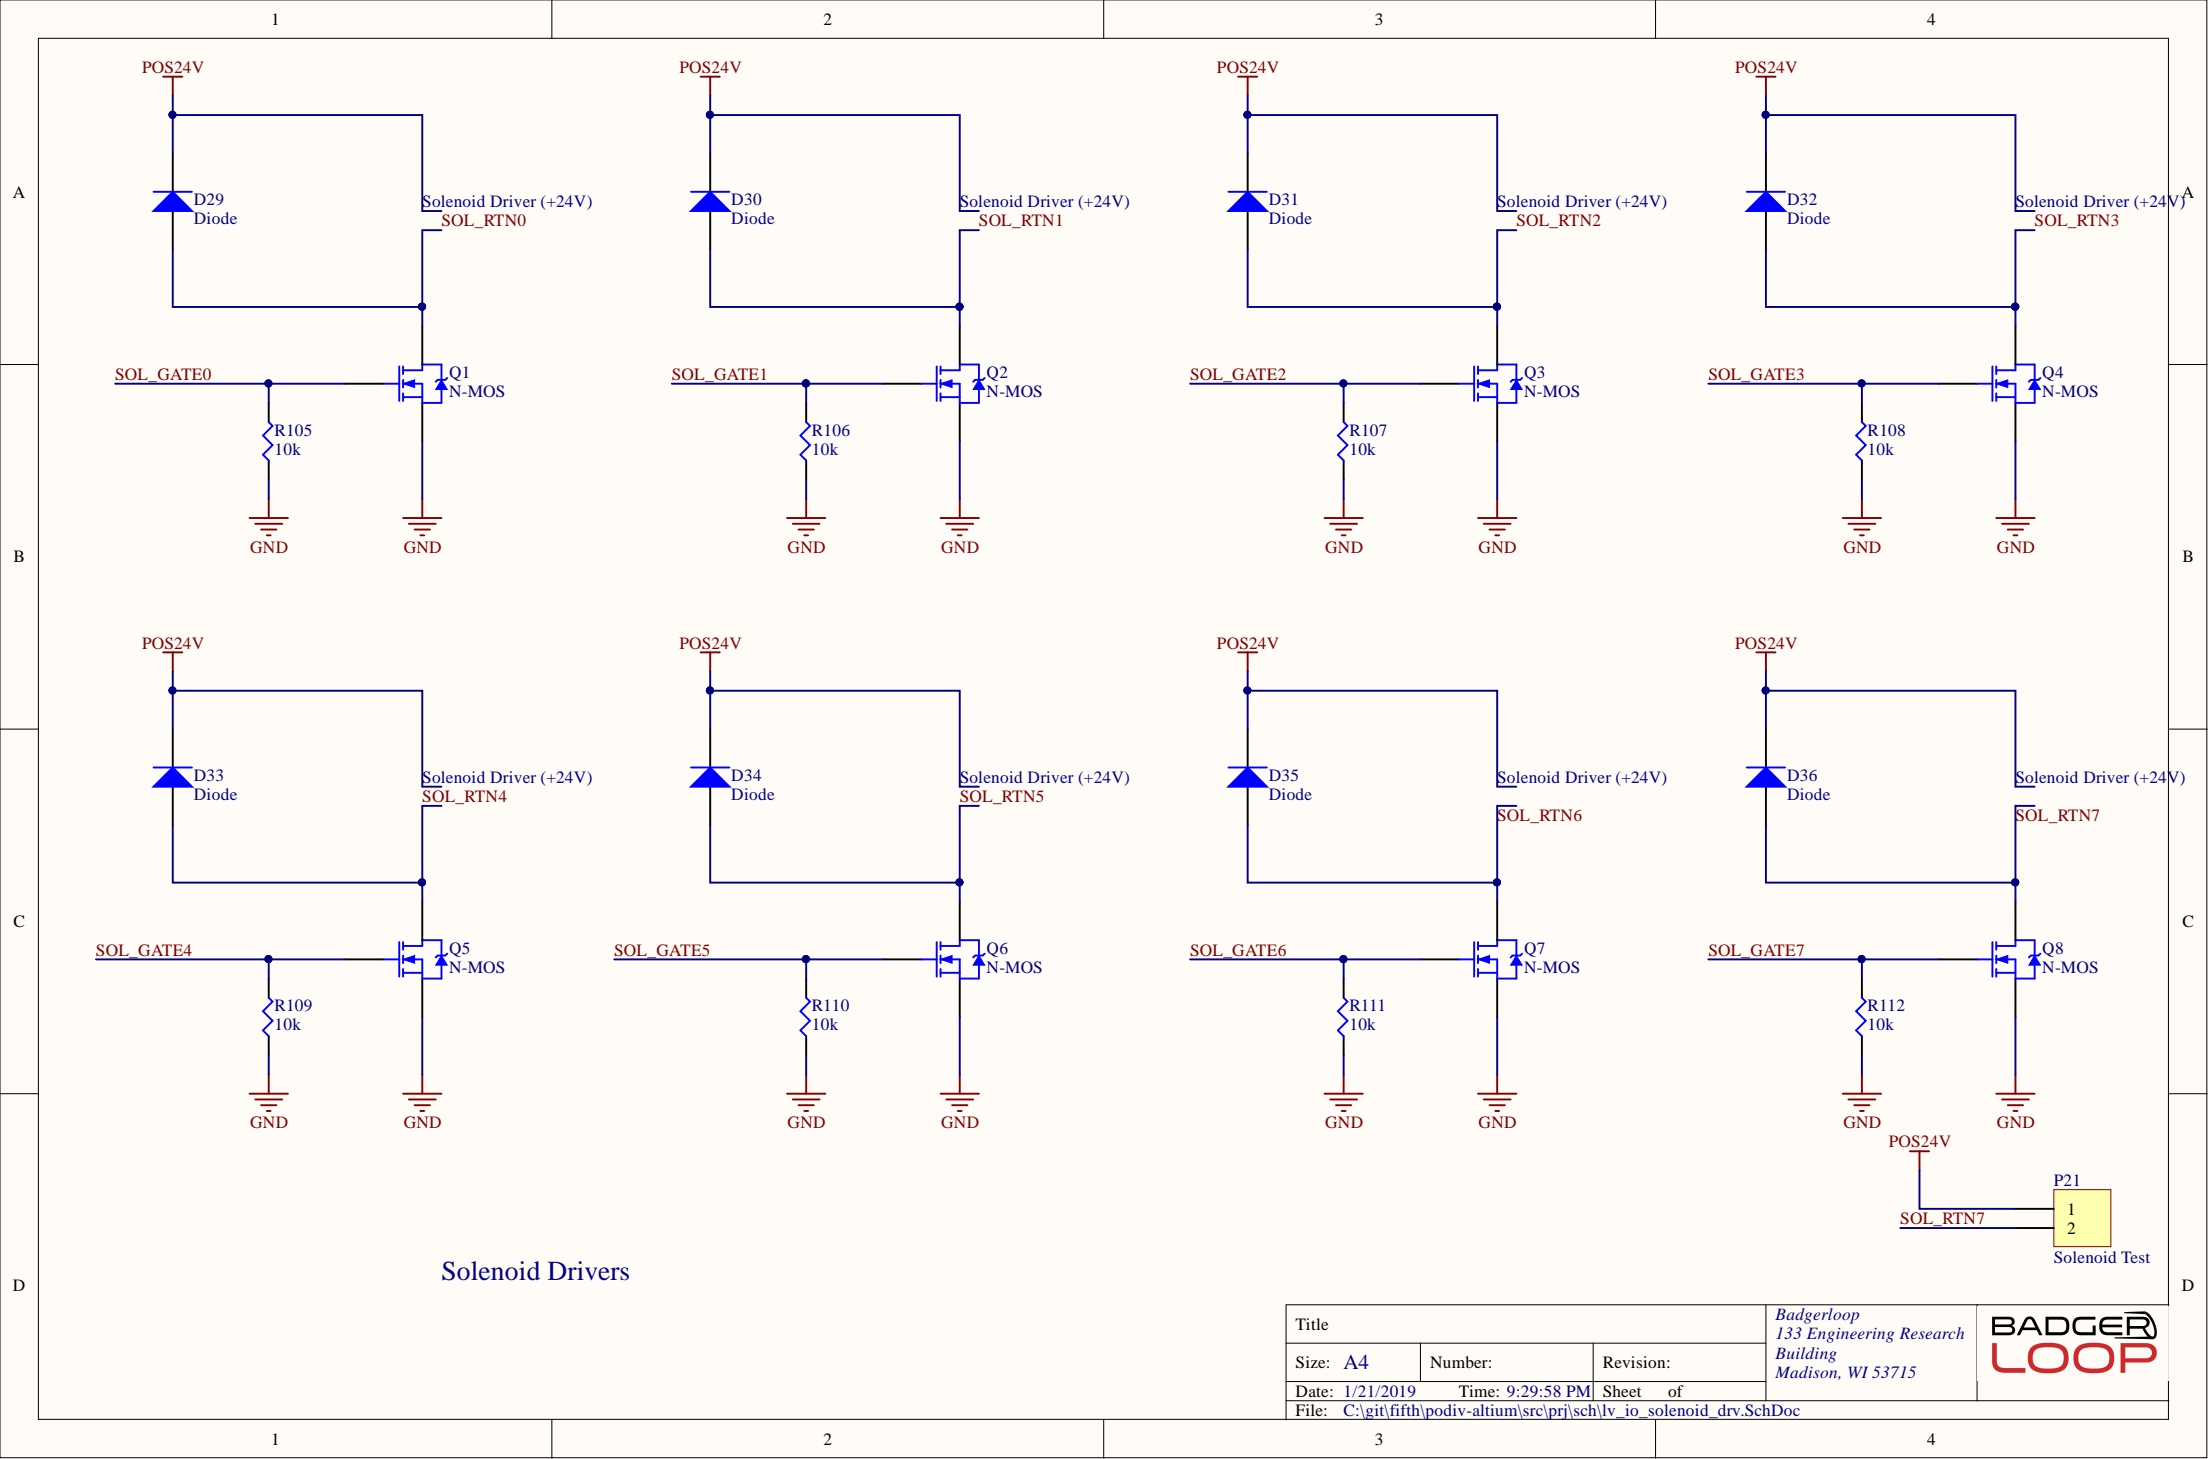 1 2 3 4
POS24V POS24V POS24V POS24V
A A
D29 Solenoid Driver (+24V) D30 Solenoid Driver (+24V) D31 Solenoid Driver (+24V) D32 Solenoid Driver (+24V)
Diode SOL_RTN0 Diode SOL_RTN1 Diode SOL_RTN2 Diode SOL_RTN3
SOL_GATE0 Q1 SOL_GATE1 Q2 SOL_GATE2 Q3 SOL_GATE3 Q4
N-MOS N-MOS N-MOS N-MOS
R105 R106 R107 R108
10k 10k 10k 10k
GND GND GND GND GND GND GND GND
B B
POS24V POS24V POS24V POS24V
D33 Solenoid Driver (+24V) D34 Solenoid Driver (+24V) D35 Solenoid Driver (+24V) D36 Solenoid Driver (+24V)
Diode SOL_RTN4 Diode SOL_RTN5 Diode SOL_RTN6 Diode SOL_RTN7
C C
SOL_GATE4 Q5 SOL_GATE5 Q6 SOL_GATE6 Q7 SOL_GATE7 Q8
N-MOS N-MOS N-MOS N-MOS
R109 R110 R111 R112
10k 10k 10k 10k
GND GND GND GND GND GND GND GND
POS24V
P21
1
SOL_RTN7 2
Solenoid Test
Solenoid Drivers
D D
Title
Size: A4 Number: Revision:
Date: 1/21/2019 Time: 9:29:58 PM Sheet of
File: C:\git\fifth\podiv-altium\src\prj\sch\lv_io_solenoid_drv.SchDoc
Badgerloop
133 Engineering Research
Building
Madison, WI 53715
BADGER
LOOP
1 2 3 4